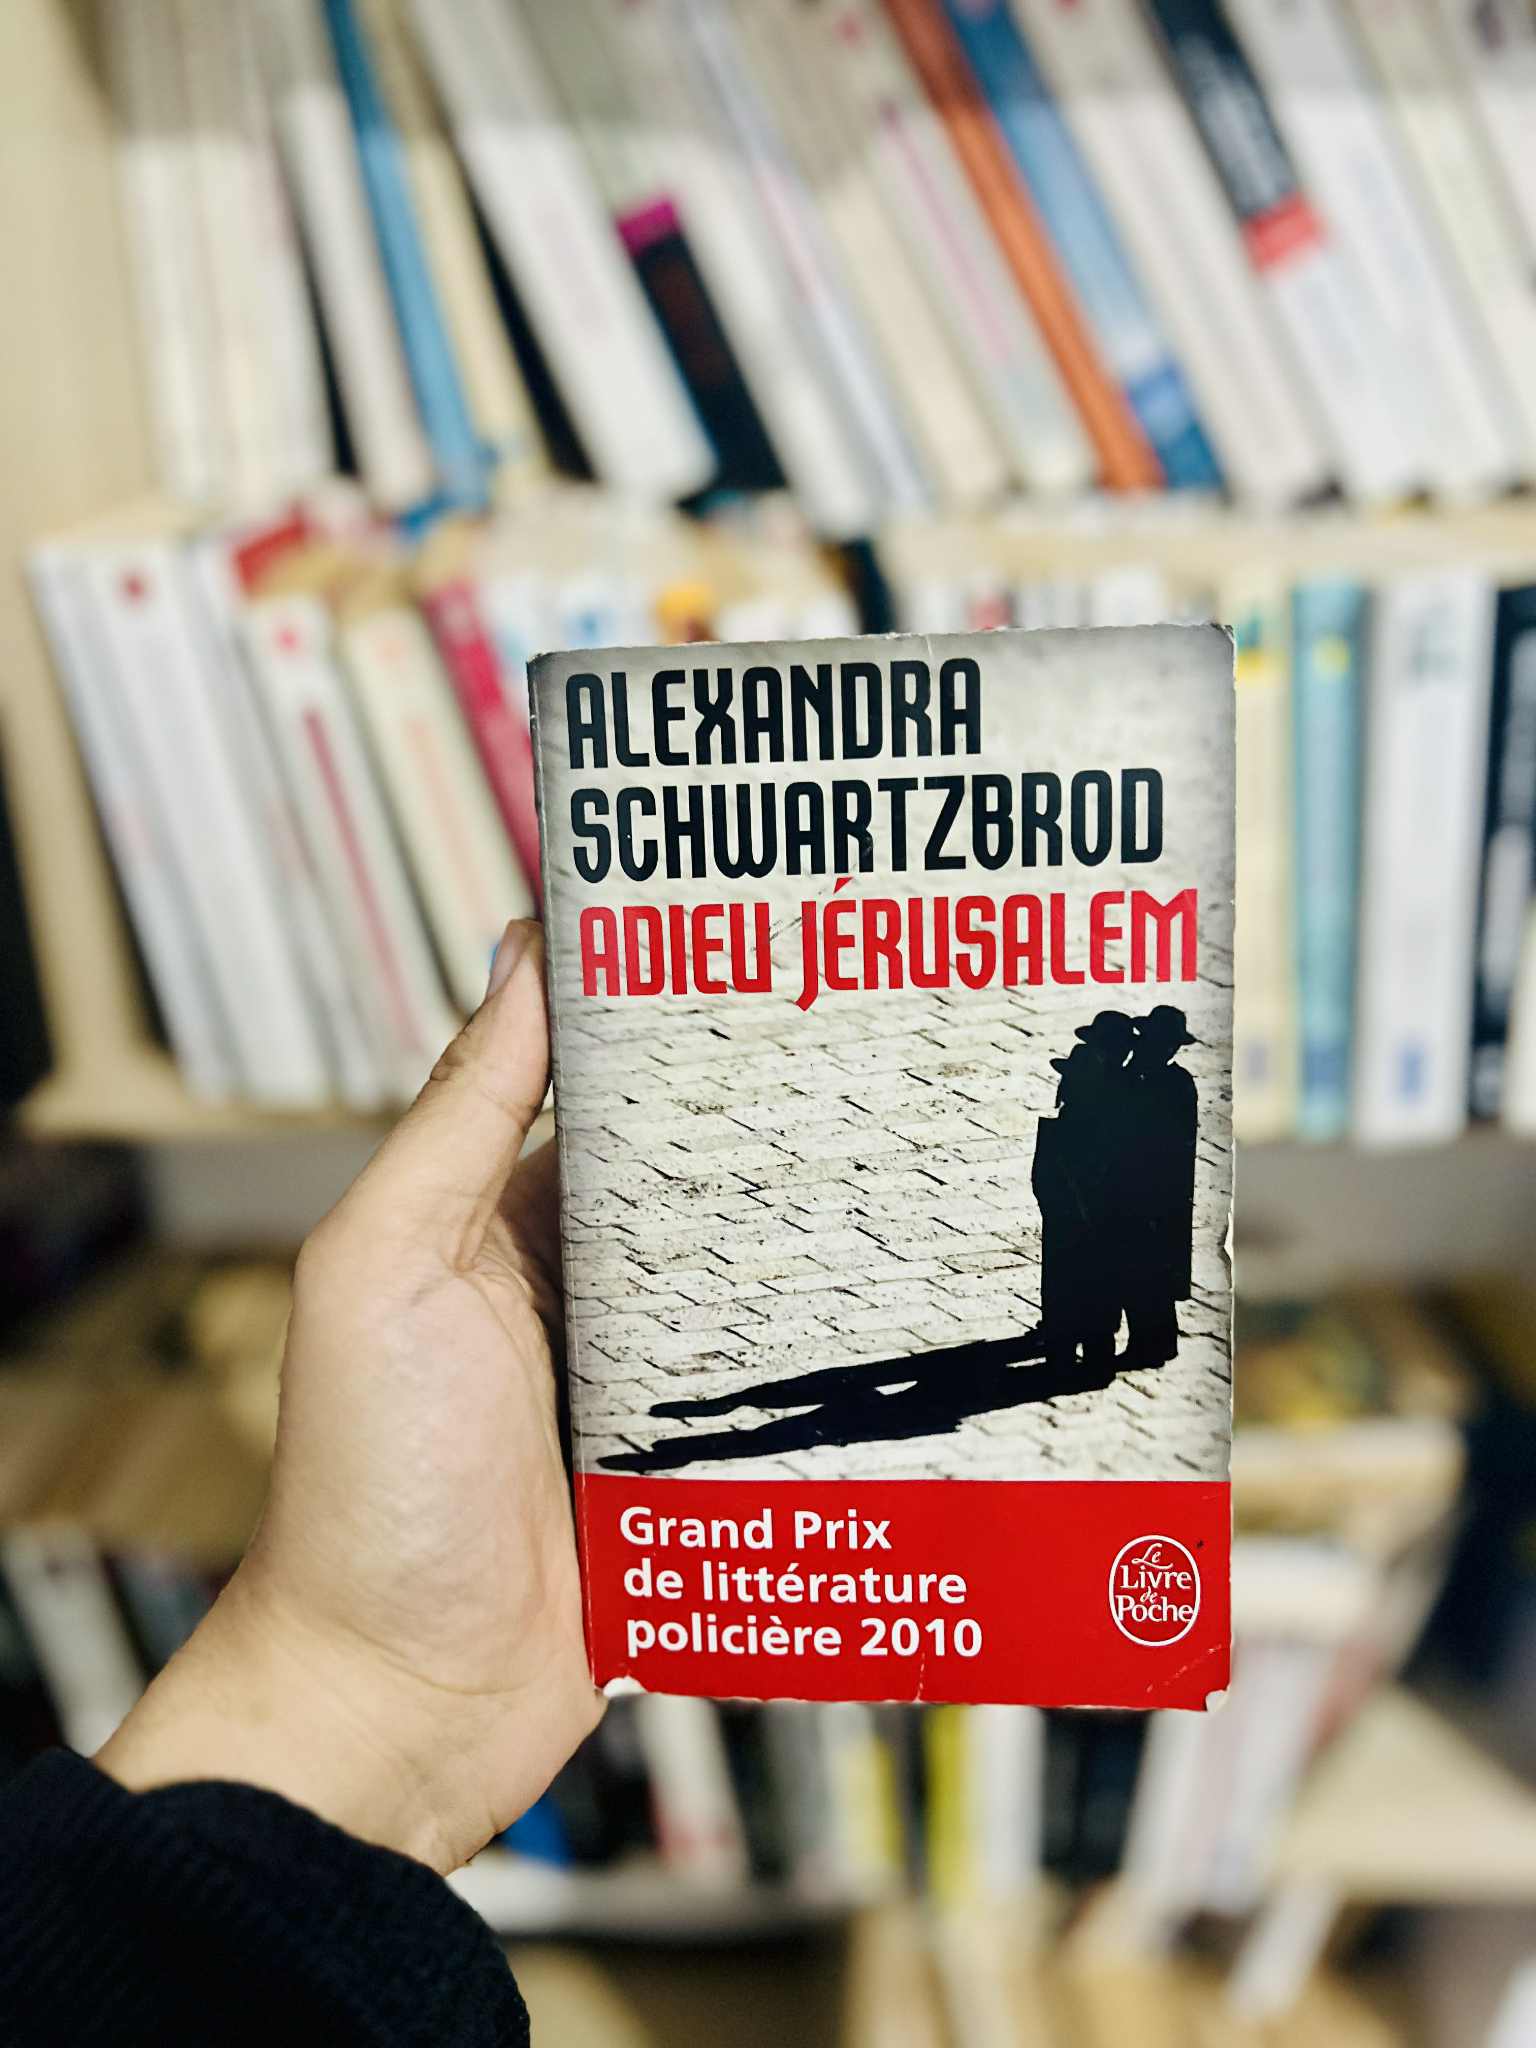 ALEXANDRA
SCHWARTZBROD
ADIEU JÉRUSALEM
Grand Prix
de littérature
policière 2010
Le
Livre
de
Poche